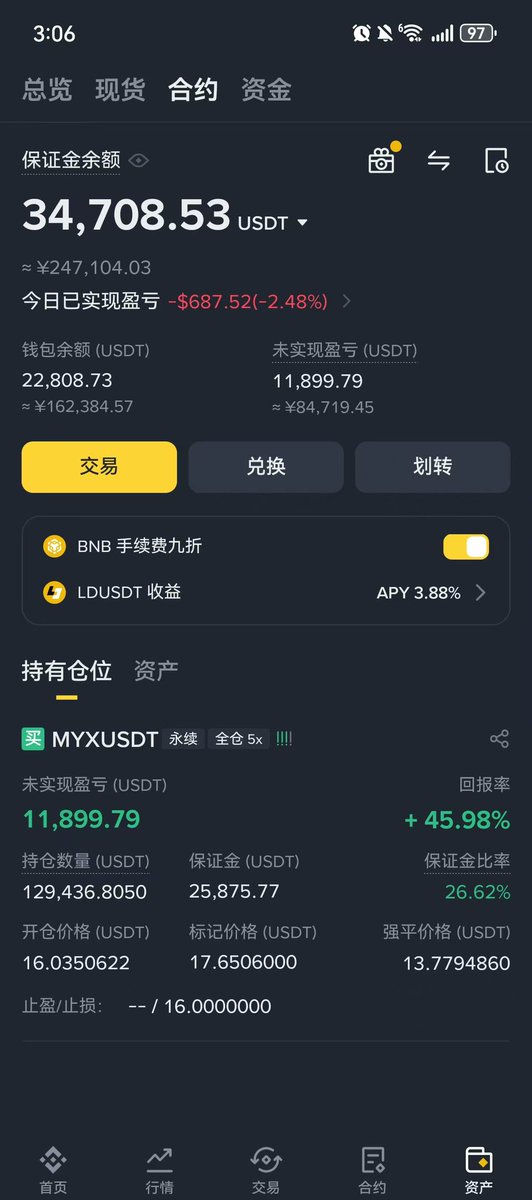 3:06 6 97
总览 现货 合约 资金
保证金余额
34,708.53 USDT
≈ ¥247,104.03
今日已实现盈亏 -$687.52(-2.48%)
钱包余额 (USDT) 未实现盈亏 (USDT)
22,808.73 11,899.79
≈ ¥162,384.57 ≈ ¥84,719.45
交易 兑换 划转
BNB 手续费九折
LDUSDT 收益 APY 3.88%
持有仓位 资产
买 MYXUSDT 永续 全仓 5x !!!!
未实现盈亏 (USDT) 回报率
11,899.79 + 45.98%
持仓数量 (USDT) 保证金 (USDT) 保证金比率
129,436.8050 25,875.77 26.62%
开仓价格 (USDT) 标记价格 (USDT) 强平价格 (USDT)
16.0350622 17.6506000 13.7794860
止盈/止损: -- / 16.0000000
首页 行情 交易 合约 资产